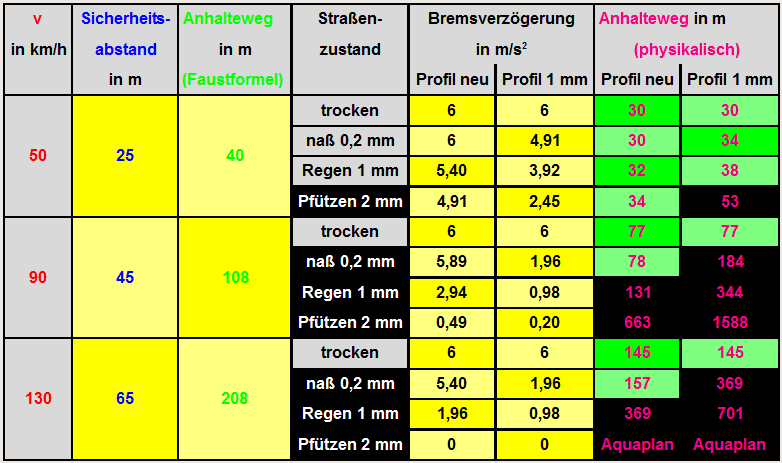 v Sicherheits- Anhalteweg Straßen- Bremsverzögerung Anhalteweg in m
in km/h abstand in m zustand in m/s² (physikalisch)
in m (Faustformel) Profil neu Profil 1 mm Profil neu Profil 1 mm
trocken 6 6 30 30
naß 0,2 mm 6 4,91 30 34
50 25 40
Regen 1 mm 5,40 3,92 32 38
Pfützen 2 mm 4,91 2,45 34 53
trocken 6 6 77 77
naß 0,2 mm 5,89 1,96 78 184
90 45 108
Regen 1 mm 2,94 0,98 131 344
Pfützen 2 mm 0,49 0,20 663 1588
trocken 6 6 145 145
naß 0,2 mm 5,40 1,96 157 369
130 65 208
Regen 1 mm 1,96 0,98 369 701
Pfützen 2 mm 0 0 Aquaplan Aquaplan